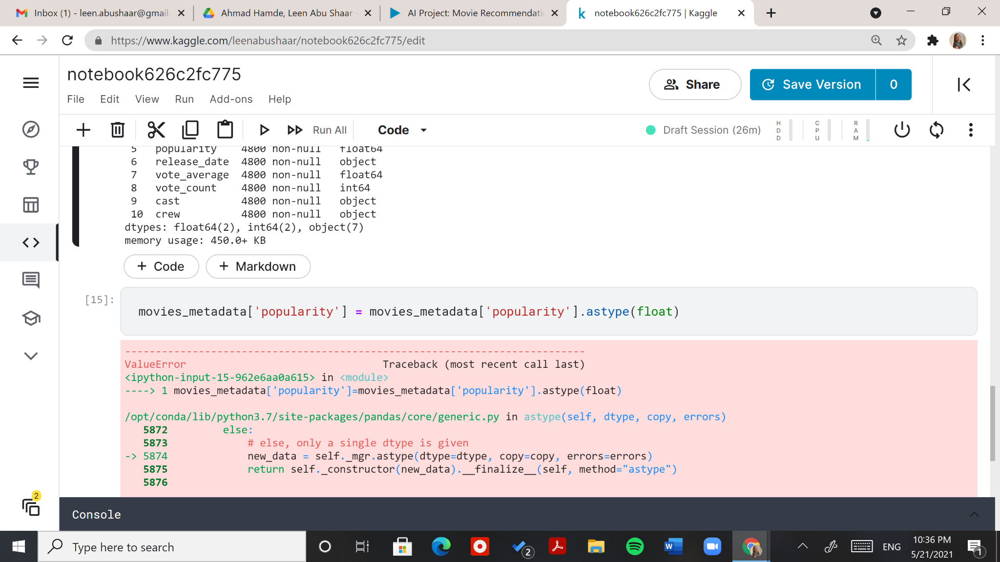 Inbox (1) - leen.abushaar@gmail.
Ahmad Hamde, Leen Abu Shaar -
AI Project: Movie Recommendati
notebook626c2fc775 | Kaggle
https://www.kaggle.com/leenabushaar/notebook626c2fc775/edit
notebook626c2fc775
Share
Save Version 0
File Edit View Run Add-ons Help
Run All
Code
Draft Session (26m)
HDD
CPU
RAM
5 popularity 4800 non-null float64
6 release_date 4800 non-null object
7 vote_average 4800 non-null float64
8 vote_count 4800 non-null int64
9 cast 4800 non-null object
10 crew 4800 non-null object
dtypes: float64(2), int64(2), object(7)
memory usage: 450.0+ KB
+ Code + Markdown
[15]:
movies_metadata['popularity'] = movies_metadata['popularity'].astype(float)
---------------------------------------------------------------------------
ValueError Traceback (most recent call last)
<ipython-input-15-962e6aa0a615> in <module>
----> 1 movies_metadata['popularity']=movies_metadata['popularity'].astype(float)
/opt/conda/lib/python3.7/site-packages/pandas/core/generic.py in astype(self, dtype, copy, errors)
5872 else:
5873 # else, only a single dtype is given
-> 5874 new_data = self._mgr.astype(dtype=dtype, copy=copy, errors=errors)
5875 return self._constructor(new_data).__finalize__(self, method="astype")
5876
2
Console
Type here to search
2
ENG
10:36 PM
5/21/2021
1